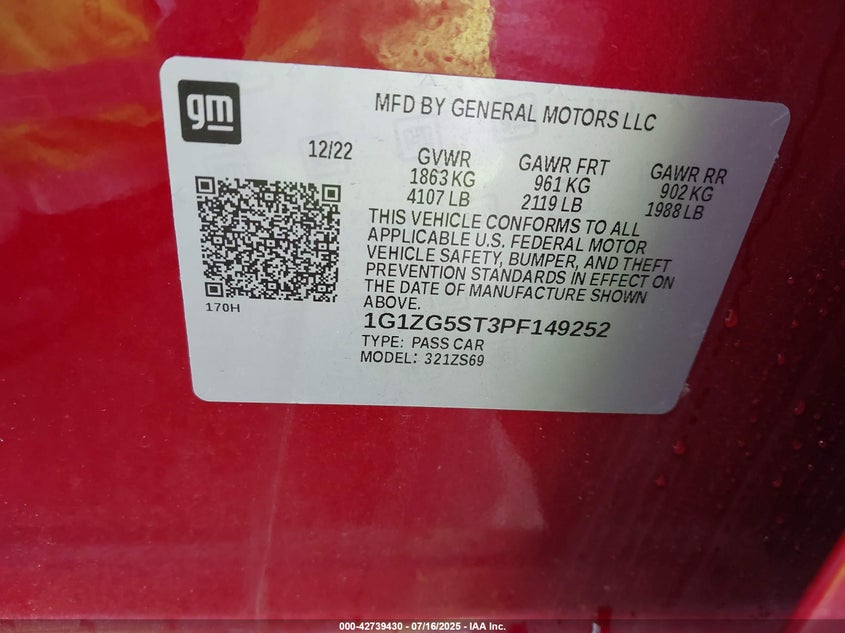 gm
MFD BY GENERAL MOTORS LLC
12/22 GVWR GAWR FRT GAWR RR
1863 KG 961 KG 902 KG
4107 LB 2119 LB 1988 LB
THIS VEHICLE CONFORMS TO ALL
APPLICABLE U.S. FEDERAL MOTOR
VEHICLE SAFETY, BUMPER, AND THEFT
PREVENTION STANDARDS IN EFFECT ON
THE DATE OF MANUFACTURE SHOWN
ABOVE.
170H
1G1ZG5ST3PF149252
TYPE: PASS CAR
MODEL: 321ZS69
000-42739430 - 07/16/2025 - IAA Inc.